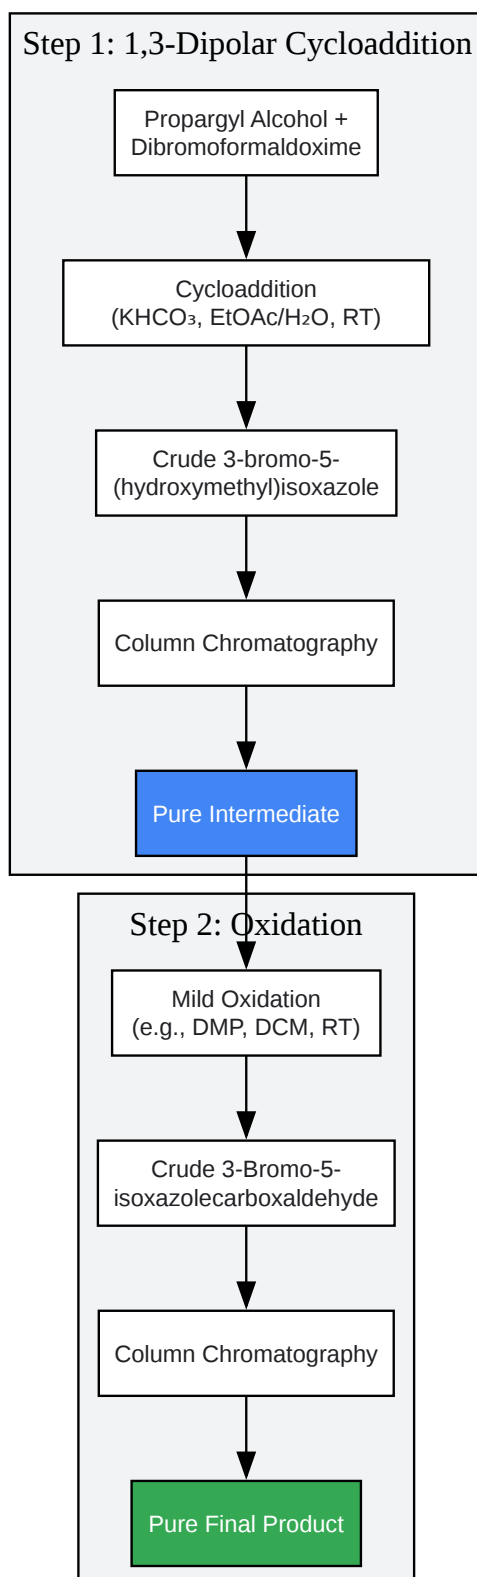 Step 1: 1,3-Dipolar Cycloaddition
Propargyl Alcohol +
Dibromoformaldoxime
Cycloaddition
(KHCO₃, EtOAc/H₂O, RT)
Crude 3-bromo-5-
(hydroxymethyl)isoxazole
Column Chromatography
Pure Intermediate
Step 2: Oxidation
Mild Oxidation
(e.g., DMP, DCM, RT)
Crude 3-Bromo-5-
isoxazolecarboxaldehyde
Column Chromatography
Pure Final Product